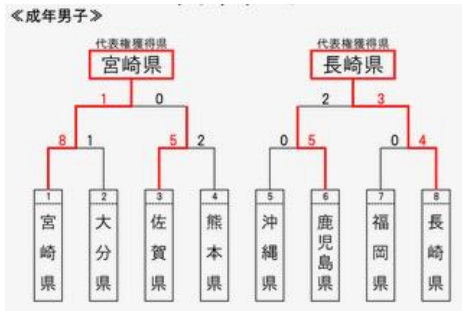 ≪成年男子≫
代表権獲得県 代表権獲得県
宮崎県 長崎県
1 0 2 3
8 1 5 2 0 5 0 4
1 2 3 4 5 6 7 8
宮崎県 大分県 佐賀県 熊本県 沖縄県 鹿児島県 福岡県 長崎県